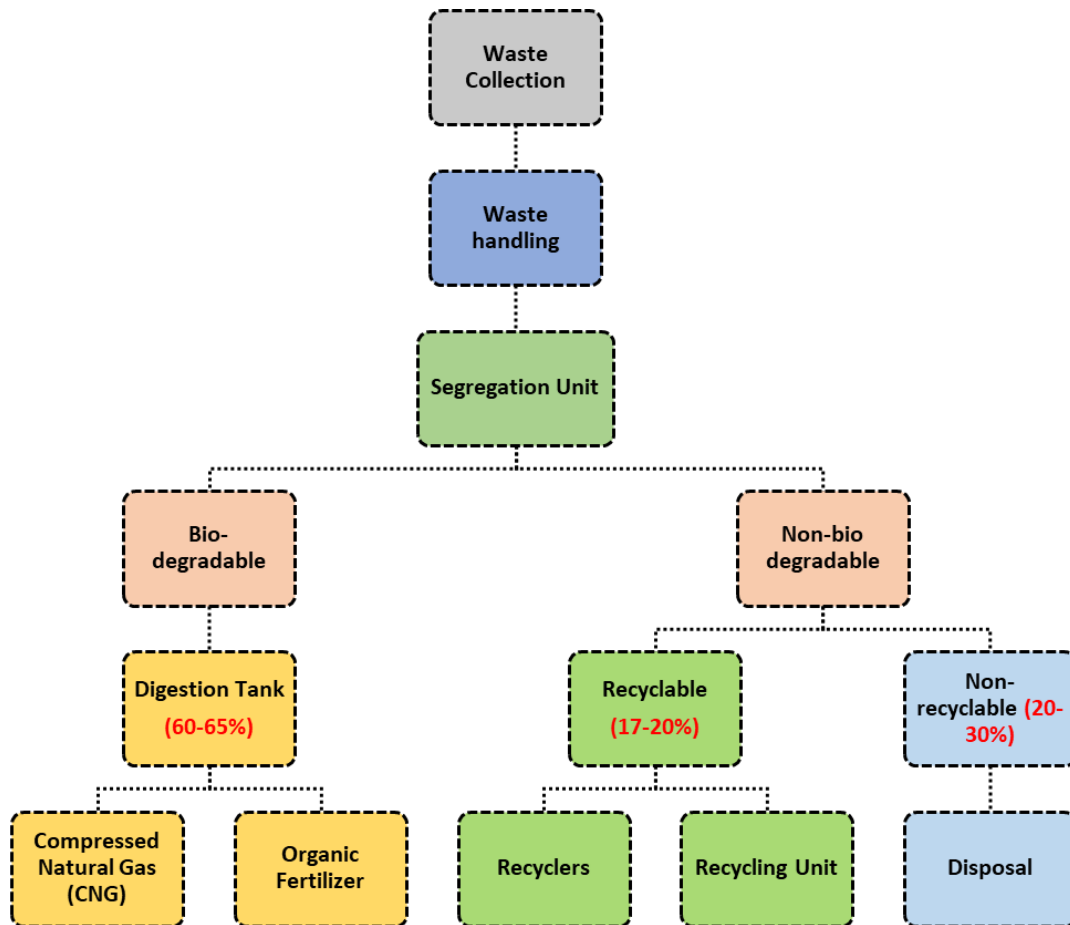 Waste
Collection
Waste
handling
Segregation Unit
Bio-
degradable
Non-bio
degradable
Digestion Tank
(60-65%)
Recyclable
(17-20%)
Non-
recyclable (20-
30%)
Compressed
Natural Gas
(CNG)
Organic
Fertilizer
Recyclers
Recycling Unit
Disposal